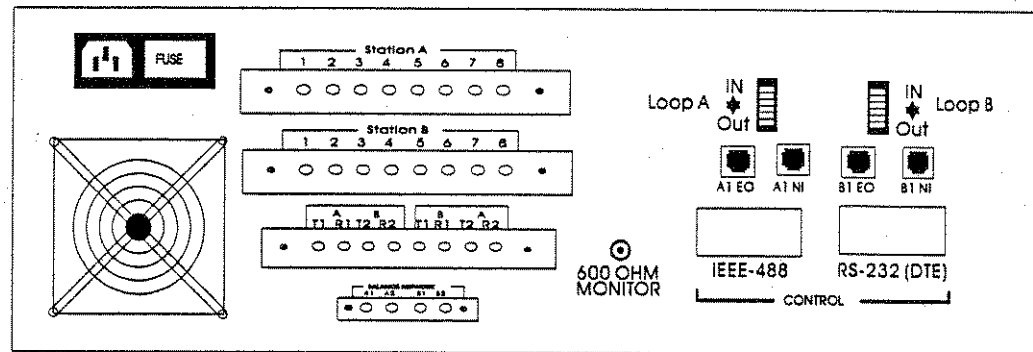 FUSE
Station A
1 2 3 4 5 6 7 8
Station B
1 2 3 4 5 6 7 8
A B B A
T1 R1 T2 R2 T1 R1 T2 R2
BALANCE NETWORK
A1 A2 B1 B2
Loop A
IN
Out
IN
Out
Loop B
A1 EO A1 NI B1 EO B1 NI
600 OHM
MONITOR
IEEE-488 RS-232 (DTE)
CONTROL